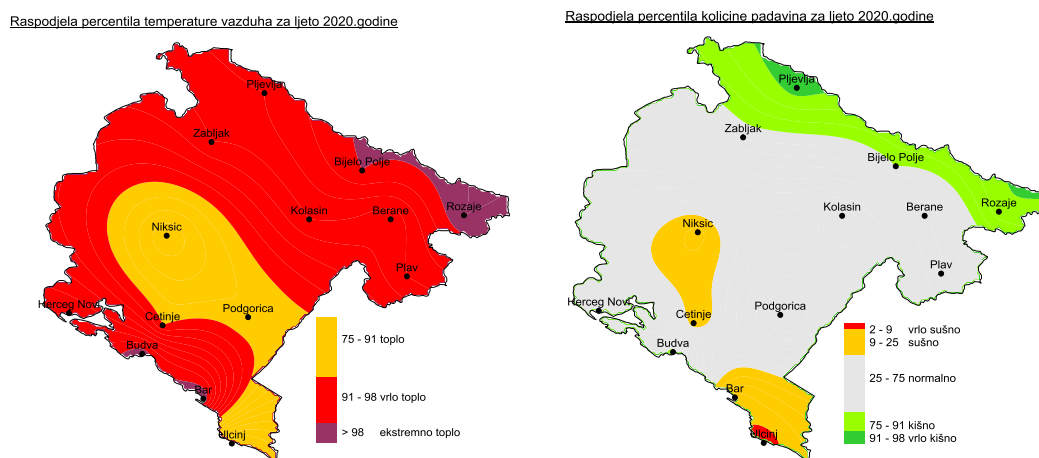 Raspodjela percentila temperature vazduha za ljeto 2020.godine
Pljevlja
Zabljak
Bijelo Polje
Rozaje
Kolasin
Berane
Niksic
Plav
Herceg Novi
Cetinje
Podgorica
Budva
Bar
Ulcinj
75 - 91 toplo
91 - 98 vrlo toplo
> 98 ekstremno toplo
Raspodjela percentila kolicine padavina za ljeto 2020.godine
Pljevlja
Zabljak
Bijelo Polje
Rozaje
Kolasin
Berane
Niksic
Plav
Herceg Novi
Cetinje
Podgorica
Budva
Bar
Ulcinj
2 - 9 vrlo sušno
9 - 25 sušno
25 - 75 normalno
75 - 91 kišno
91 - 98 vrlo kišno